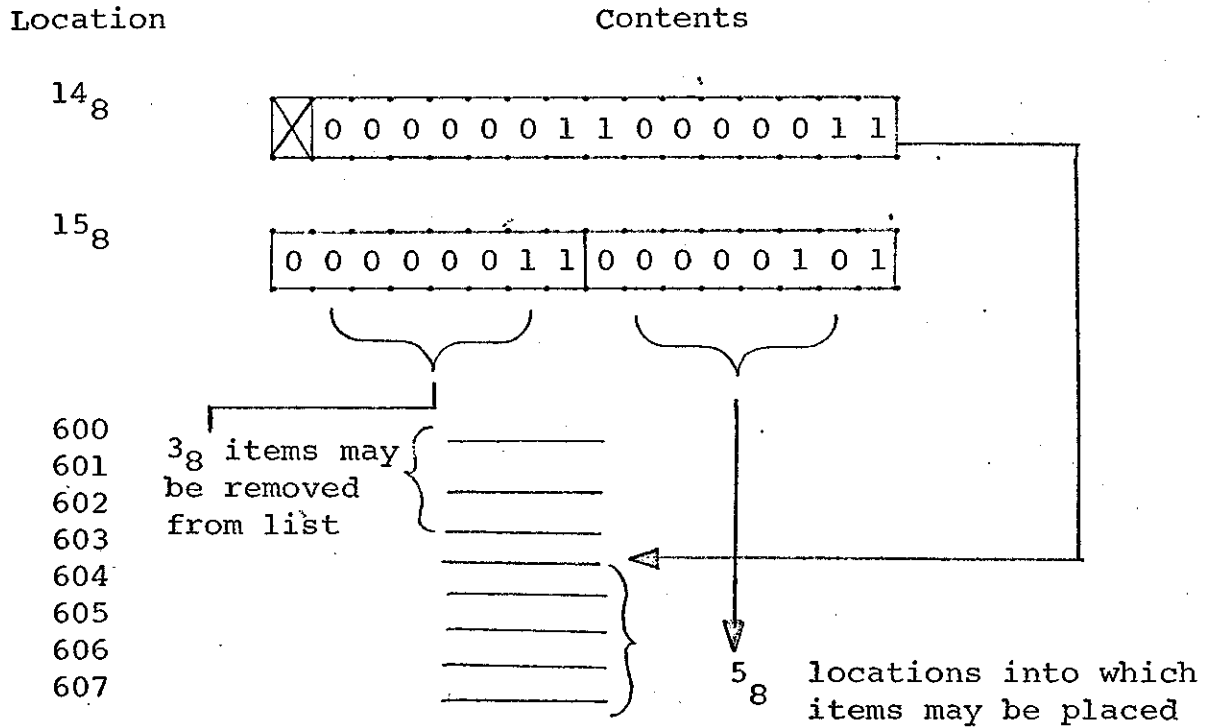 Location Contents
14₈ 0 0 0 0 0 0 1 1 0 0 0 0 0 1 1
15₈ 0 0 0 0 0 0 1 1 0 0 0 0 0 1 0 1
600
601 3₈ items may
602 be removed
603 from list
604
605
606
607 5₈ locations into which
items may be placed